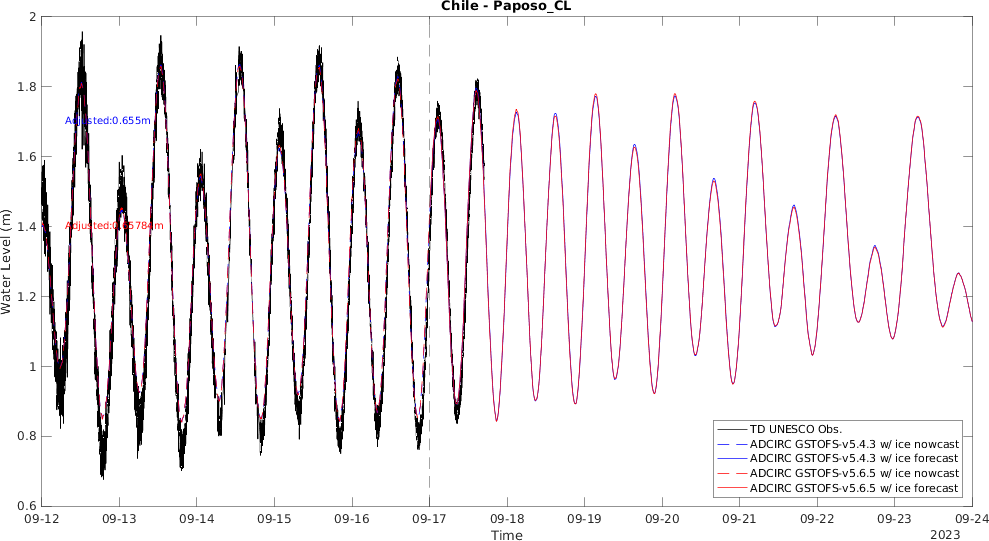 Chile - Paposo_CL
2
1.8
1.6
1.4
1.2
1
0.8
0.6
Water Level (m)
Adjusted:0.655m
Adjusted:0.65784m
09-12
09-13
09-14
09-15
09-16
09-17
09-18
09-19
09-20
09-21
09-22
09-23
09-24
Time
2023
TD UNESCO Obs.
ADCIRC GSTOFS-v5.4.3 w/ ice nowcast
ADCIRC GSTOFS-v5.4.3 w/ ice forecast
ADCIRC GSTOFS-v5.6.5 w/ ice nowcast
ADCIRC GSTOFS-v5.6.5 w/ ice forecast